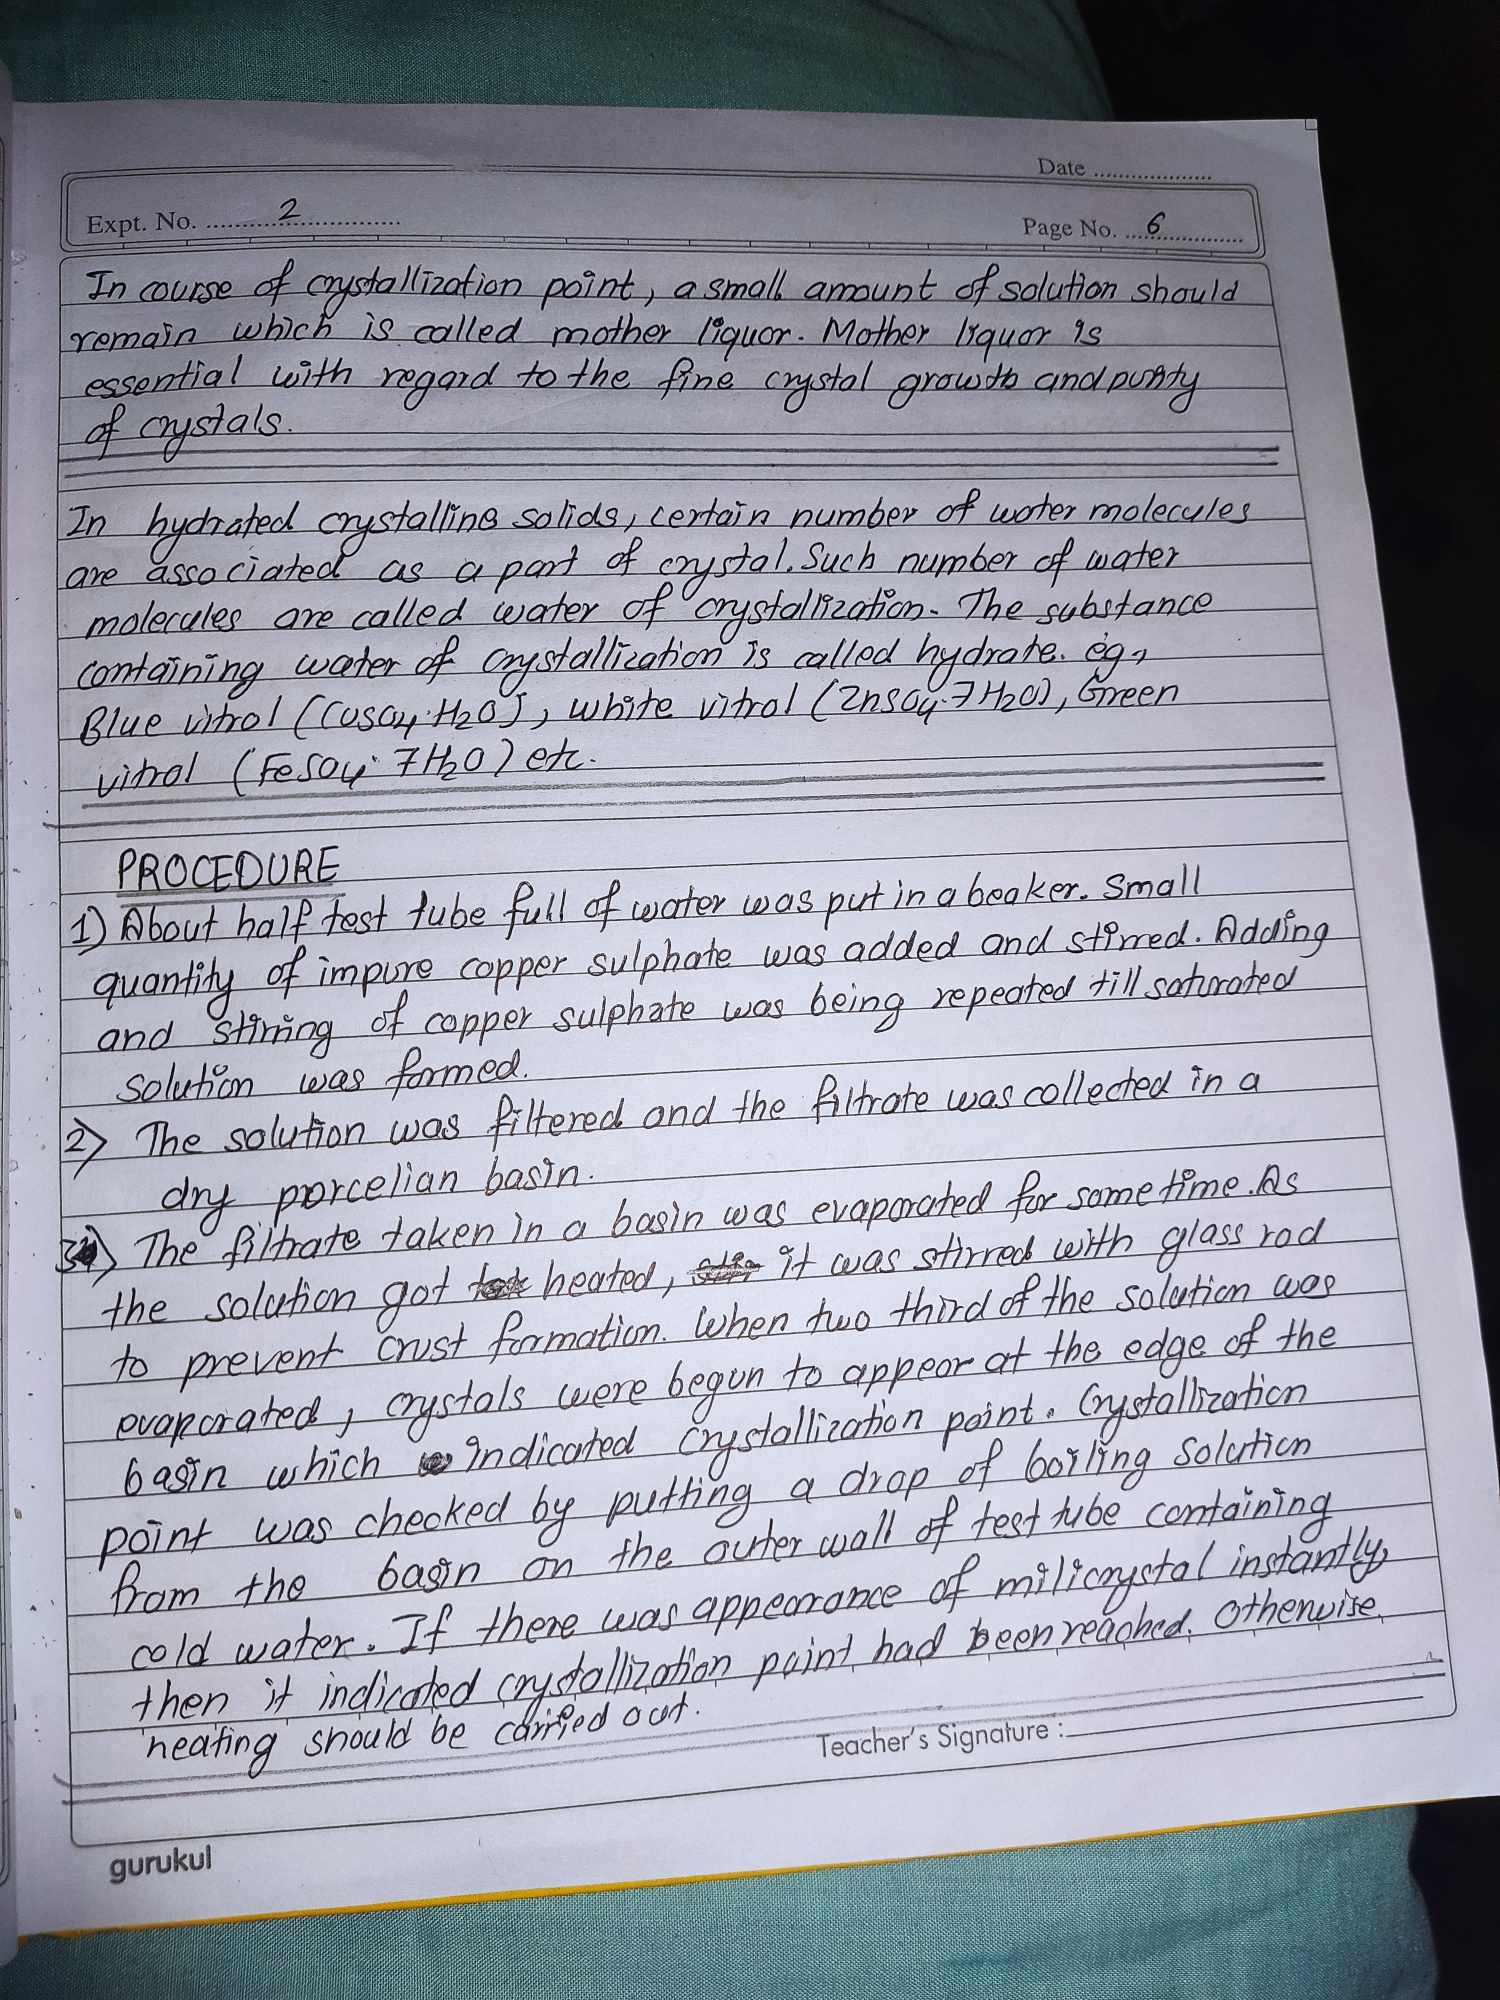 Date ....................
Expt. No. ..........2..............
Page No. ...6..............
In course of crystallization point, a small amount of solution should
remain which is called mother liquor. Mother liquor is
essential with regard to the fine crystal growth and purity
of crystals.
In hydrated crystalline solids, certain number of water molecules
are associated as a part of crystal. Such number of water
molecules are called water of crystallization. The substance
containing water of crystallization is called hydrate. eg,
Blue vitrol (CuSO4·H2O), white vitrol (ZnSO4·7H2O), Green
vitrol (FeSO4·7H2O) etc.
PROCEDURE
1) About half test tube full of water was put in a beaker. Small
quantity of impure copper sulphate was added and stirred. Adding
and stirring of copper sulphate was being repeated till saturated
solution was formed.
2) The solution was filtered and the filtrate was collected in a
dry porcelian basin.
3) The filtrate taken in a basin was evaporated for some time. As
the solution got heated, it was stirred with glass rod
to prevent crust formation. When two third of the solution was
evaporated, crystals were begun to appear at the edge of the
basin which indicated crystallization point. Crystallization
point was checked by putting a drop of boiling solution
from the basin on the outer wall of test tube containing
cold water. If there was appearance of milicrystal instantly,
then it indicated crystallization point had been reached. Otherwise,
heating should be carried out.
Teacher's Signature :
gurukul